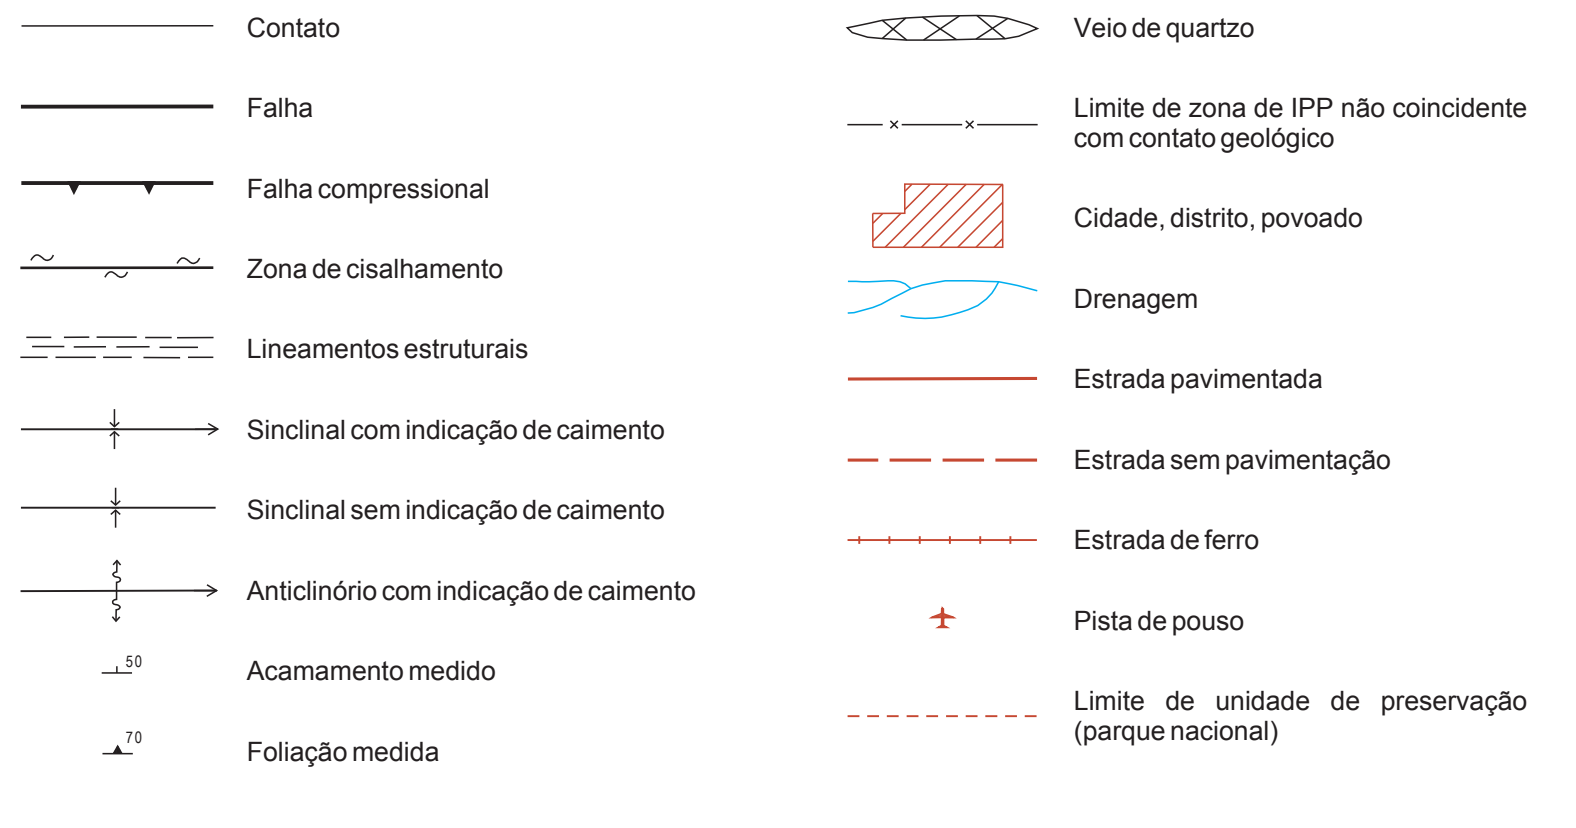 Contato
Falha
Falha compressional
Zona de cisalhamento
Lineamentos estruturais
Sinclinal com indicação de caimento
Sinclinal sem indicação de caimento
Anticlinório com indicação de caimento
50
Acamamento medido
70
Foliação medida
Veio de quartzo
Limite de zona de IPP não coincidente
com contato geológico
Cidade, distrito, povoado
Drenagem
Estrada pavimentada
Estrada sem pavimentação
Estrada de ferro
Pista de pouso
Limite de unidade de preservação
(parque nacional)